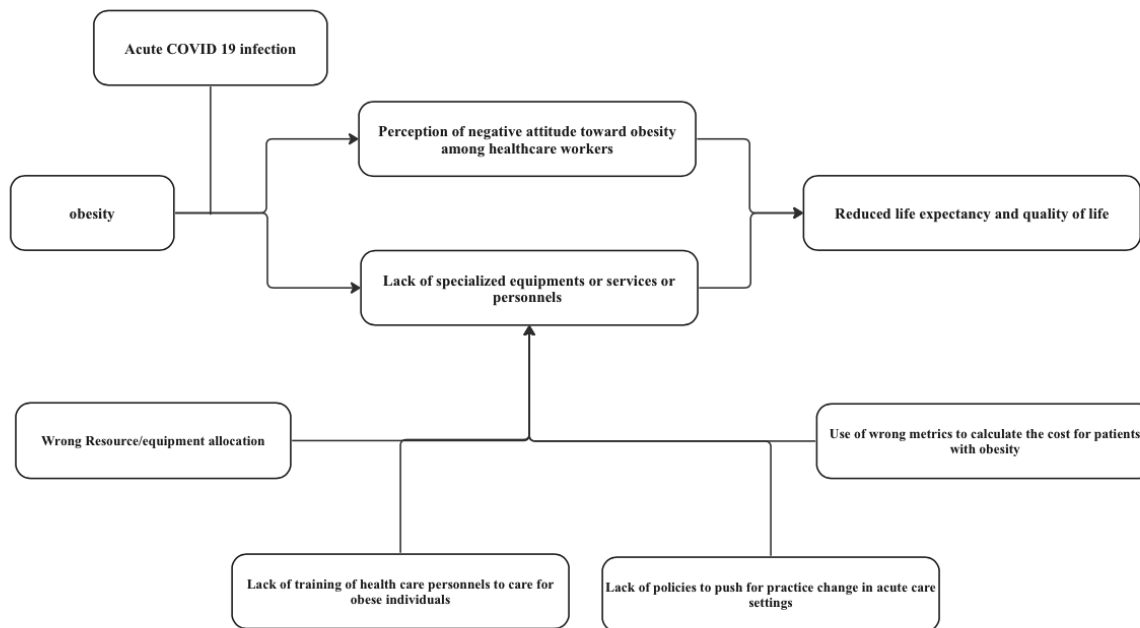 Acute COVID 19 infection
Perception of negative attitude toward obesity
among healthcare workers
obesity
Reduced life expectancy and quality of life
Lack of specialized equipments or services or
personnels
Wrong Resource/equipment allocation
Use of wrong metrics to calculate the cost for patients
with obesity
Lack of training of health care personnels to care for
obese individuals
Lack of policies to push for practice change in acute care
settings